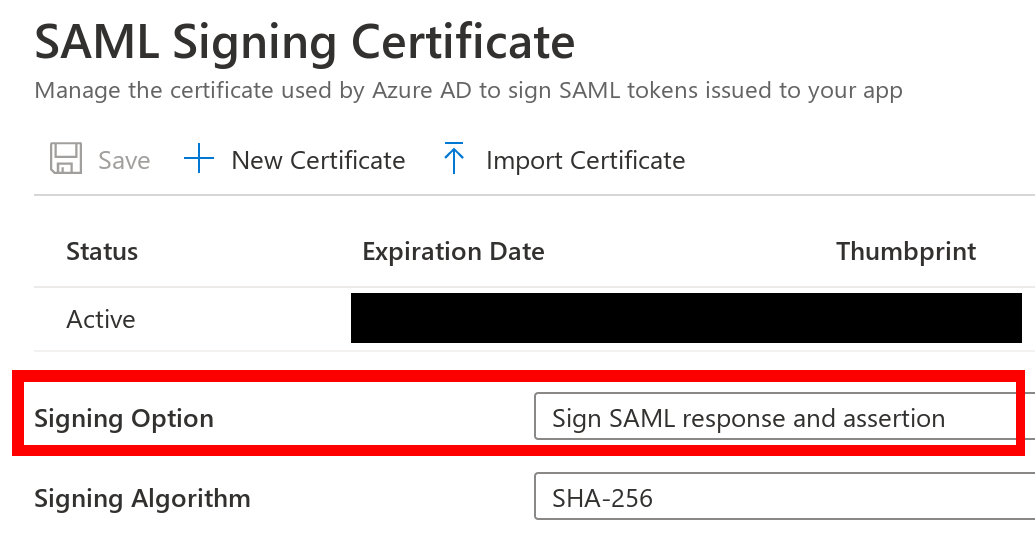 SAML Signing Certificate
Manage the certificate used by Azure AD to sign SAML tokens issued to your app
Save New Certificate Import Certificate
Status Expiration Date Thumbprint
Active
Signing Option Sign SAML response and assertion
Signing Algorithm SHA-256